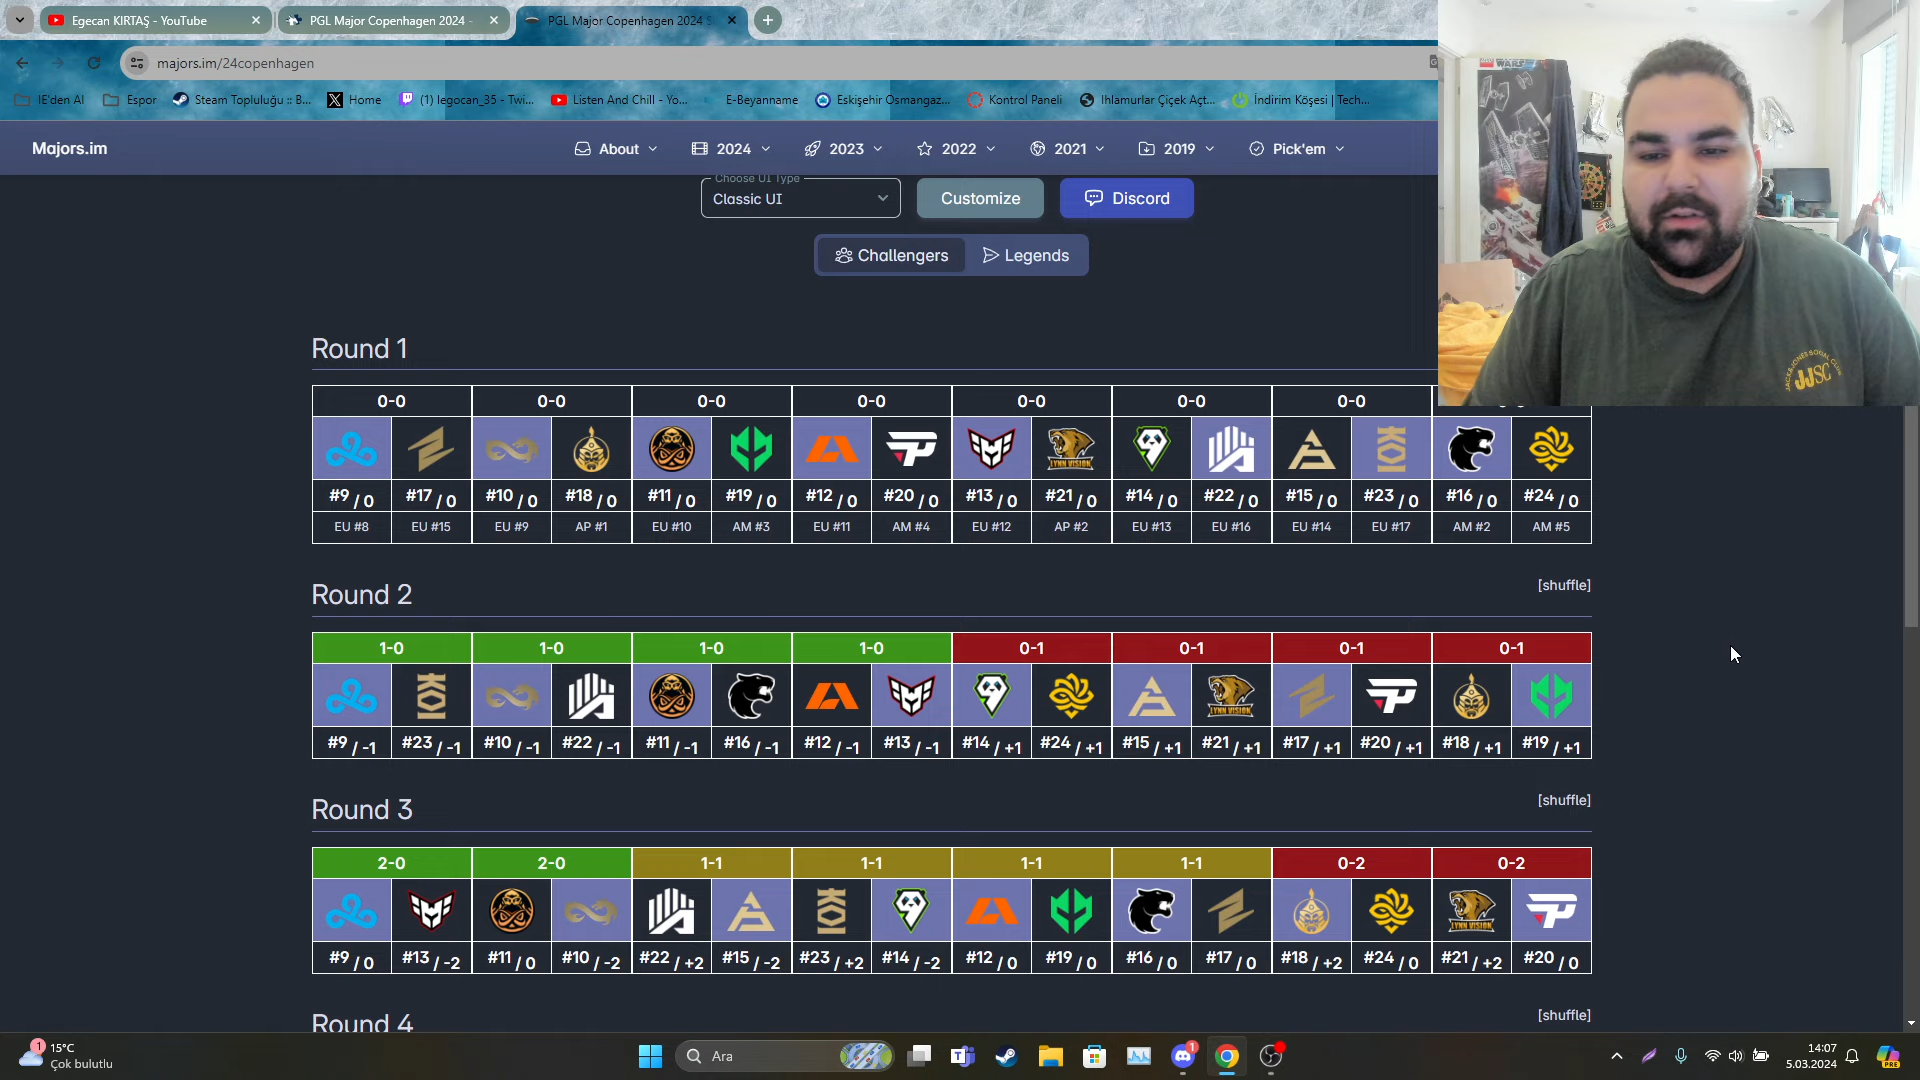 Egecan KIRTAŞ - YouTube
PGL Major Copenhagen 2024 -
PGL Major Copenhagen 2024 S
majors.im/24copenhagen
IE'den Al
Espor
Steam Topluluğu :: B...
Home
(1) legocan_35 - Twi...
Listen And Chill - Yo...
E-Beyanname
Eskişehir Osmangaz...
Kontrol Paneli
Ihlamurlar Çiçek Açt...
İndirim Köşesi | Tech...
Majors.im
About
2024
2023
2022
2021
2019
Pick'em
Choose UI Type
Classic UI
Customize
Discord
Challengers
Legends
Round 1
0-0 0-0 0-0 0-0 0-0 0-0 0-0
#9 / 0 #17 / 0 #10 / 0 #18 / 0 #11 / 0 #19 / 0 #12 / 0 #20 / 0 #13 / 0 #21 / 0 #14 / 0 #22 / 0 #15 / 0 #23 / 0 #16 / 0 #24 / 0
EU #8 EU #15 EU #9 AP #1 EU #10 AM #3 EU #11 AM #4 EU #12 AP #2 EU #13 EU #16 EU #14 EU #17 AM #2 AM #5
Round 2
[shuffle]
1-0 1-0 1-0 1-0 0-1 0-1 0-1 0-1
#9 / -1 #23 / -1 #10 / -1 #22 / -1 #11 / -1 #16 / -1 #12 / -1 #13 / -1 #14 / +1 #24 / +1 #15 / +1 #21 / +1 #17 / +1 #20 / +1 #18 / +1 #19 / +1
Round 3
[shuffle]
2-0 2-0 1-1 1-1 1-1 1-1 0-2 0-2
#9 / 0 #13 / -2 #11 / 0 #10 / -2 #22 / +2 #15 / -2 #23 / +2 #14 / -2 #12 / 0 #19 / 0 #16 / 0 #17 / 0 #18 / +2 #24 / 0 #21 / +2 #20 / 0
Round 4
[shuffle]
15°C
Çok bulutlu
Ara
14:07
5.03.2024